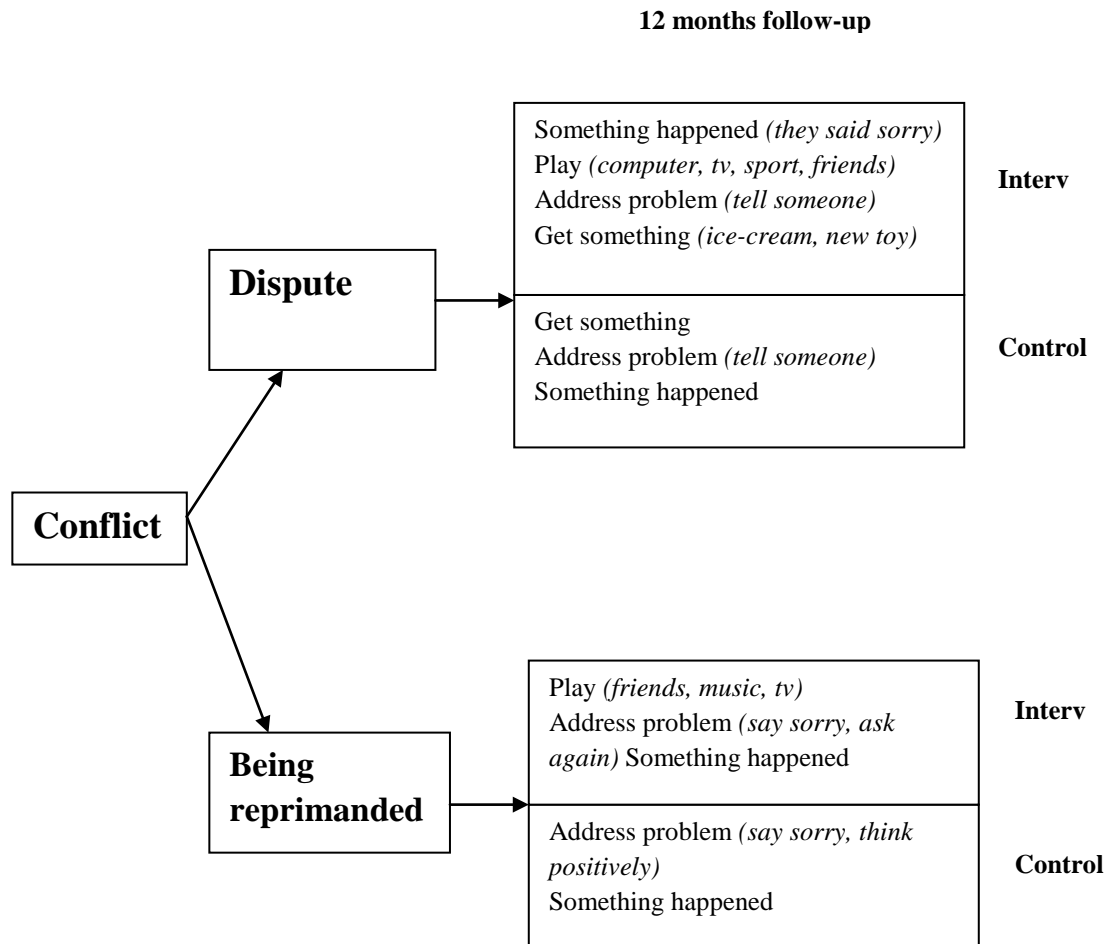 12 months follow-up
Something happened (they said sorry)
Play (computer, tv, sport, friends)
Address problem (tell someone)
Get something (ice-cream, new toy)
Interv
Dispute
Get something
Address problem (tell someone)
Something happened
Control
Conflict
Play (friends, music, tv)
Address problem (say sorry, ask
again) Something happened
Interv
Being
reprimanded
Address problem (say sorry, think
positively)
Something happened
Control